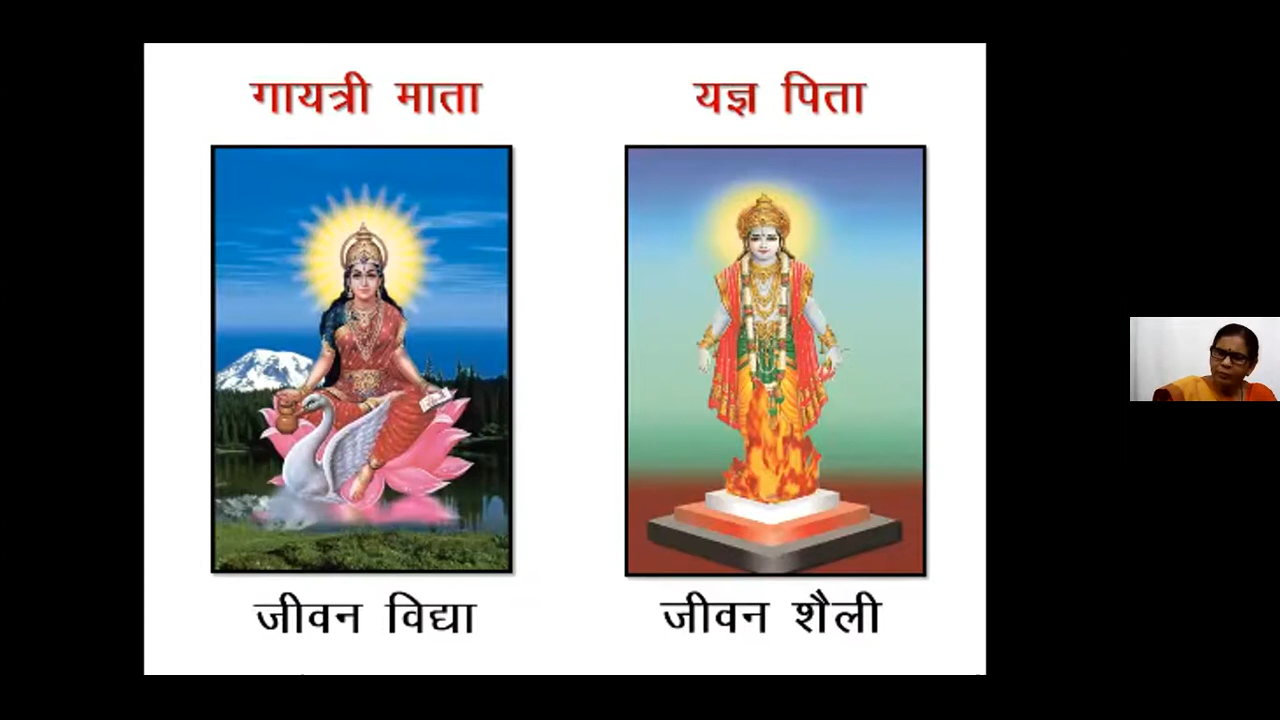 गायत्री माता
यज्ञ पिता
जीवन विद्या
जीवन शैली